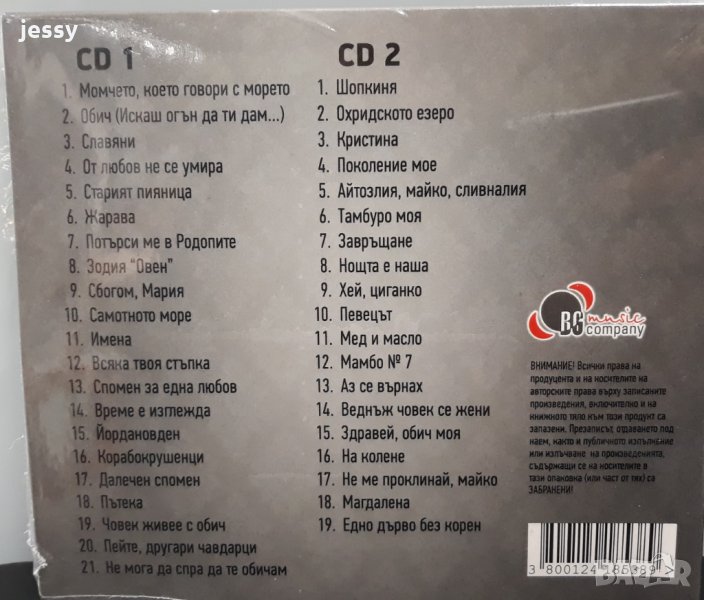 jessy
CD 1
1. Момчето, което говори с морето
2. Обич (Искаш огън да ти дам...)
3. Славяни
4. От любов не се умира
5. Старият пияница
6. Жарава
7. Потърси ме в Родопите
8. Зодия "Овен"
9. Сбогом, Мария
10. Самотното море
11. Имена
12. Всяка твоя стъпка
13. Спомен за една любов
14. Време е изглежда
15. Йордановден
16. Корабокрушенци
17. Далечен спомен
18. Пътека
19. Човек живее с обич
20. Пейте, другари чавдарци
21. Не мога да спра да те обичам
CD 2
1. Шопкиня
2. Охридското езеро
3. Кристина
4. Поколение мое
5. Айтозлия, майко, сливналия
6. Тамбуро моя
7. Завръщане
8. Нощта е наша
9. Хей, циганко
10. Певецът
11. Мед и масло
12. Мамбо № 7
13. Аз се върнах
14. Веднъж човек се жени
15. Здравей, обич моя
16. На колене
17. Не ме проклинай, майко
18. Магдалена
19. Едно дърво без корен
BG music
company
ВНИМАНИЕ! Всички права на
продуцента и на носителите на
авторските права върху записаните
произведения, включително и на
книжното тяло към този продукт са
запазени. Презаписът, отдаването под
наем, както и публичното изпълнение
или излъчване на произведенията,
съдържащи се на носителите в
тази опаковка (или част от тях) са
ЗАБРАНЕНИ!
3 800124 185389 >
BAZAR